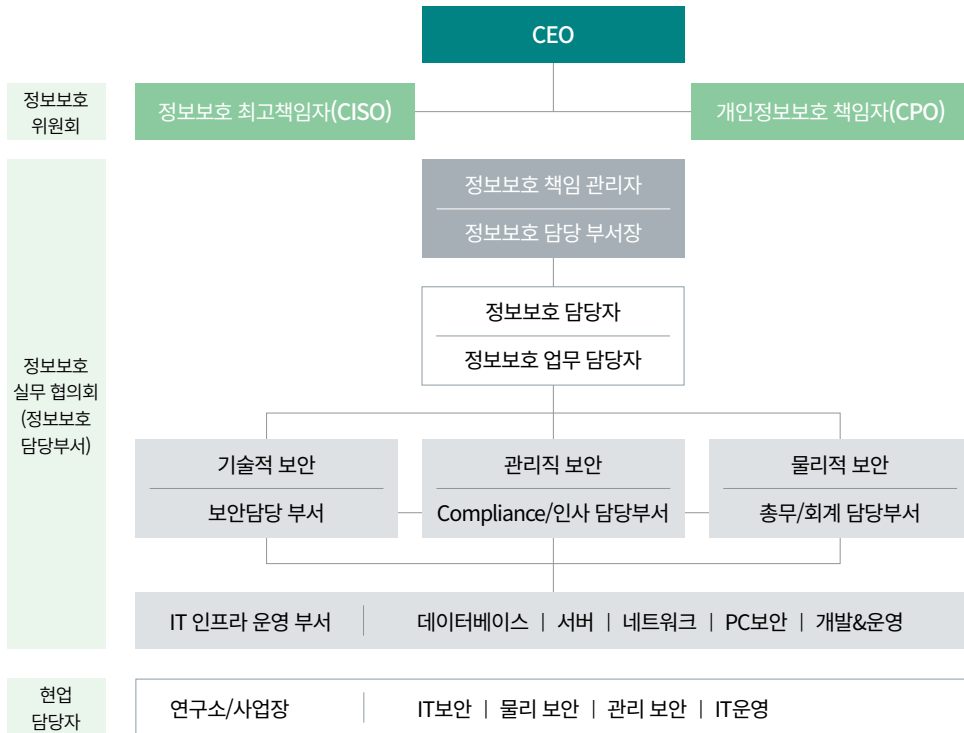 CEO
정보보호
위원회
정보보호 최고책임자(CISO)
개인정보보호 책임자(CPO)
정보보호 책임 관리자
정보보호 담당 부서장
정보보호 담당자
정보보호 업무 담당자
정보보호
실무 협의회
(정보보호
담당부서)
기술적 보안
보안담당 부서
관리직 보안
Compliance/인사 담당부서
물리적 보안
총무/회계 담당부서
IT 인프라 운영 부서
데이터베이스 | 서버 | 네트워크 | PC보안 | 개발&운영
현업
담당자
연구소/사업장
IT보안 | 물리 보안 | 관리 보안 | IT운영